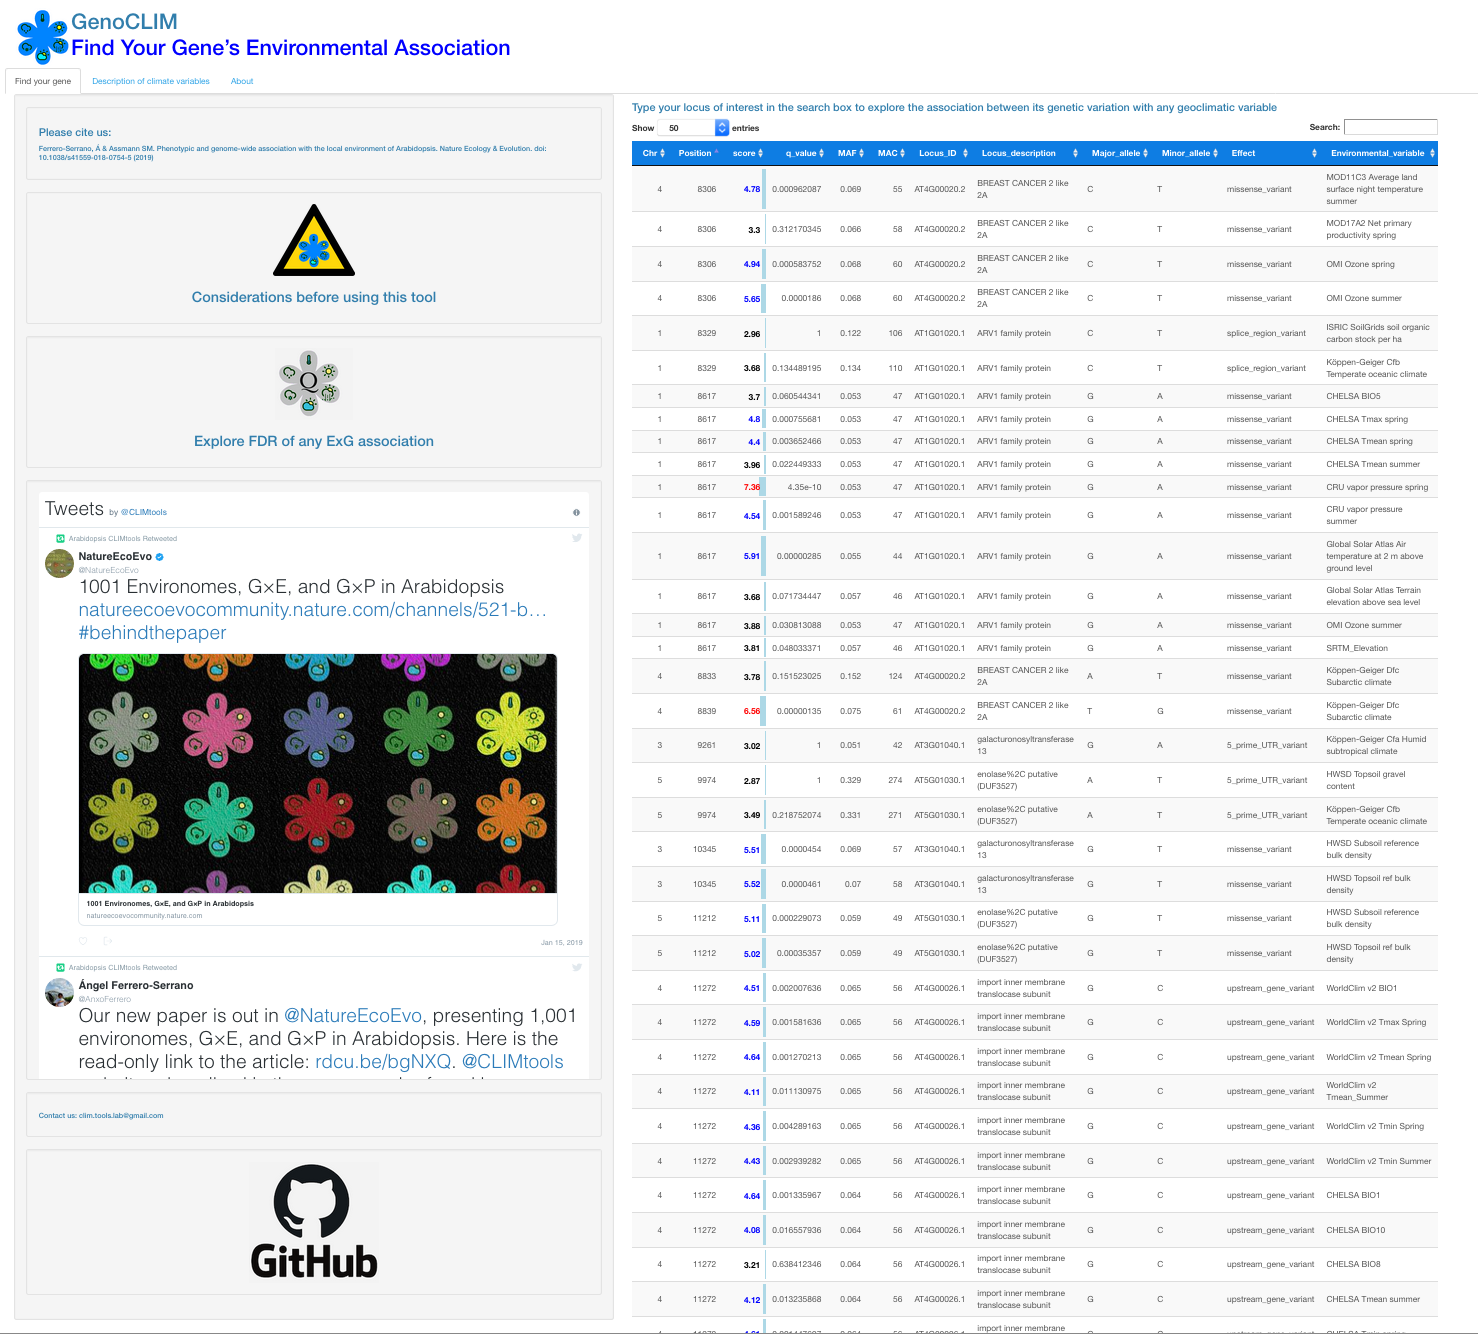 GenoCLIM
Find Your Gene's Environmental Association
Find your gene Description of climate variables About
Please cite us:
Ferrero-Serrano, Á & Assmann SM. Phenotypic and genome-wide association with the local environment of Arabidopsis. Nature Ecology & Evolution. doi:
10.1038/s41559-018-0754-5 (2019)
Considerations before using this tool
Q
Explore FDR of any ExG association
Tweets by @CLIMtools
Arabidopsis CLIMtools Retweeted
NatureEcoEvo
@NatureEcoEvo
1001 Environomes, G×E, and G×P in Arabidopsis
natureecoevocommunity.nature.com/channels/521-b…
#behindthepaper
1001 Environomes, G×E, and G×P in Arabidopsis
natureecoevocommunity.nature.com
Jan 15, 2019
Arabidopsis CLIMtools Retweeted
Ángel Ferrero-Serrano
@AnxoFerrero
Our new paper is out in @NatureEcoEvo, presenting 1,001
environomes, G×E, and G×P in Arabidopsis. Here is the
read-only link to the article: rdcu.be/bgNXQ. @CLIMtools
Contact us: clim.tools.lab@gmail.com
GitHub
Type your locus of interest in the search box to explore the association between its genetic variation with any geoclimatic variable
Show 50 entries Search:
Chr Position score q_value MAF MAC Locus_ID Locus_description Major_allele Minor_allele Effect Environmental_variable
4 8306 4.78 0.000962087 0.069 55 AT4G00020.2 BREAST CANCER 2 like 2A C T missense_variant MOD11C3 Average land surface night temperature summer
4 8306 3.3 0.312170345 0.066 58 AT4G00020.2 BREAST CANCER 2 like 2A C T missense_variant MOD17A2 Net primary productivity spring
4 8306 4.94 0.000583752 0.068 60 AT4G00020.2 BREAST CANCER 2 like 2A C T missense_variant OMI Ozone spring
4 8306 5.65 0.0000186 0.068 60 AT4G00020.2 BREAST CANCER 2 like 2A C T missense_variant OMI Ozone summer
1 8329 2.96 1 0.122 106 AT1G01020.1 ARV1 family protein C T splice_region_variant ISRIC SoilGrids soil organic carbon stock per ha
1 8329 3.68 0.134489195 0.134 110 AT1G01020.1 ARV1 family protein C T splice_region_variant Köppen-Geiger Cfb Temperate oceanic climate
1 8617 3.7 0.060544341 0.053 47 AT1G01020.1 ARV1 family protein G A missense_variant CHELSA BIO5
1 8617 4.8 0.000755681 0.053 47 AT1G01020.1 ARV1 family protein G A missense_variant CHELSA Tmax spring
1 8617 4.4 0.003652466 0.053 47 AT1G01020.1 ARV1 family protein G A missense_variant CHELSA Tmean spring
1 8617 3.96 0.022449333 0.053 47 AT1G01020.1 ARV1 family protein G A missense_variant CHELSA Tmean summer
1 8617 7.36 4.35e-10 0.053 47 AT1G01020.1 ARV1 family protein G A missense_variant CRU vapor pressure spring
1 8617 4.54 0.001589246 0.053 47 AT1G01020.1 ARV1 family protein G A missense_variant CRU vapor pressure summer
1 8617 5.91 0.00000285 0.055 44 AT1G01020.1 ARV1 family protein G A missense_variant Global Solar Atlas Air temperature at 2 m above ground level
1 8617 3.68 0.071734447 0.057 46 AT1G01020.1 ARV1 family protein G A missense_variant Global Solar Atlas Terrain elevation above sea level
1 8617 3.88 0.030813088 0.053 47 AT1G01020.1 ARV1 family protein G A missense_variant OMI Ozone summer
1 8617 3.81 0.048033371 0.057 46 AT1G01020.1 ARV1 family protein G A missense_variant SRTM_Elevation
4 8833 3.78 0.151523025 0.152 124 AT4G00020.2 BREAST CANCER 2 like 2A A T missense_variant Köppen-Geiger Dfc Subarctic climate
4 8839 6.56 0.00000135 0.075 61 AT4G00020.2 BREAST CANCER 2 like 2A T G missense_variant Köppen-Geiger Dfc Subarctic climate
3 9261 3.02 1 0.051 42 AT3G01040.1 galacturonosyltransferase 13 G A 5_prime_UTR_variant Köppen-Geiger Cfa Humid subtropical climate
5 9974 2.87 1 0.329 274 AT5G01030.1 enolase%2C putative (DUF3527) A T 5_prime_UTR_variant HWSD Topsoil gravel content
5 9974 3.49 0.218752074 0.331 271 AT5G01030.1 enolase%2C putative (DUF3527) A T 5_prime_UTR_variant Köppen-Geiger Cfb Temperate oceanic climate
3 10345 5.51 0.0000454 0.069 57 AT3G01040.1 galacturonosyltransferase 13 G T missense_variant HWSD Subsoil reference bulk density
3 10345 5.52 0.0000461 0.07 58 AT3G01040.1 galacturonosyltransferase 13 G T missense_variant HWSD Topsoil ref bulk density
5 11212 5.11 0.000229073 0.059 49 AT5G01030.1 enolase%2C putative (DUF3527) G T missense_variant HWSD Subsoil reference bulk density
5 11212 5.02 0.00035357 0.059 49 AT5G01030.1 enolase%2C putative (DUF3527) G T missense_variant HWSD Topsoil ref bulk density
4 11272 4.51 0.002007636 0.065 56 AT4G00026.1 import inner membrane translocase subunit G C upstream_gene_variant WorldClim v2 BIO1
4 11272 4.59 0.001581636 0.065 56 AT4G00026.1 import inner membrane translocase subunit G C upstream_gene_variant WorldClim v2 Tmax Spring
4 11272 4.64 0.001270213 0.065 56 AT4G00026.1 import inner membrane translocase subunit G C upstream_gene_variant WorldClim v2 Tmean Spring
4 11272 4.11 0.011130975 0.065 56 AT4G00026.1 import inner membrane translocase subunit G C upstream_gene_variant WorldClim v2 Tmean_Summer
4 11272 4.36 0.004289163 0.065 56 AT4G00026.1 import inner membrane translocase subunit G C upstream_gene_variant WorldClim v2 Tmin Spring
4 11272 4.43 0.002939282 0.065 56 AT4G00026.1 import inner membrane translocase subunit G C upstream_gene_variant WorldClim v2 Tmin Summer
4 11272 4.64 0.001335967 0.064 56 AT4G00026.1 import inner membrane translocase subunit G C upstream_gene_variant CHELSA BIO1
4 11272 4.08 0.016557936 0.064 56 AT4G00026.1 import inner membrane translocase subunit G C upstream_gene_variant CHELSA BIO10
4 11272 3.21 0.638412346 0.064 56 AT4G00026.1 import inner membrane translocase subunit G C upstream_gene_variant CHELSA BIO8
4 11272 4.12 0.013235868 0.064 56 AT4G00026.1 import inner membrane translocase subunit G C upstream_gene_variant CHELSA Tmean summer
import inner membrane